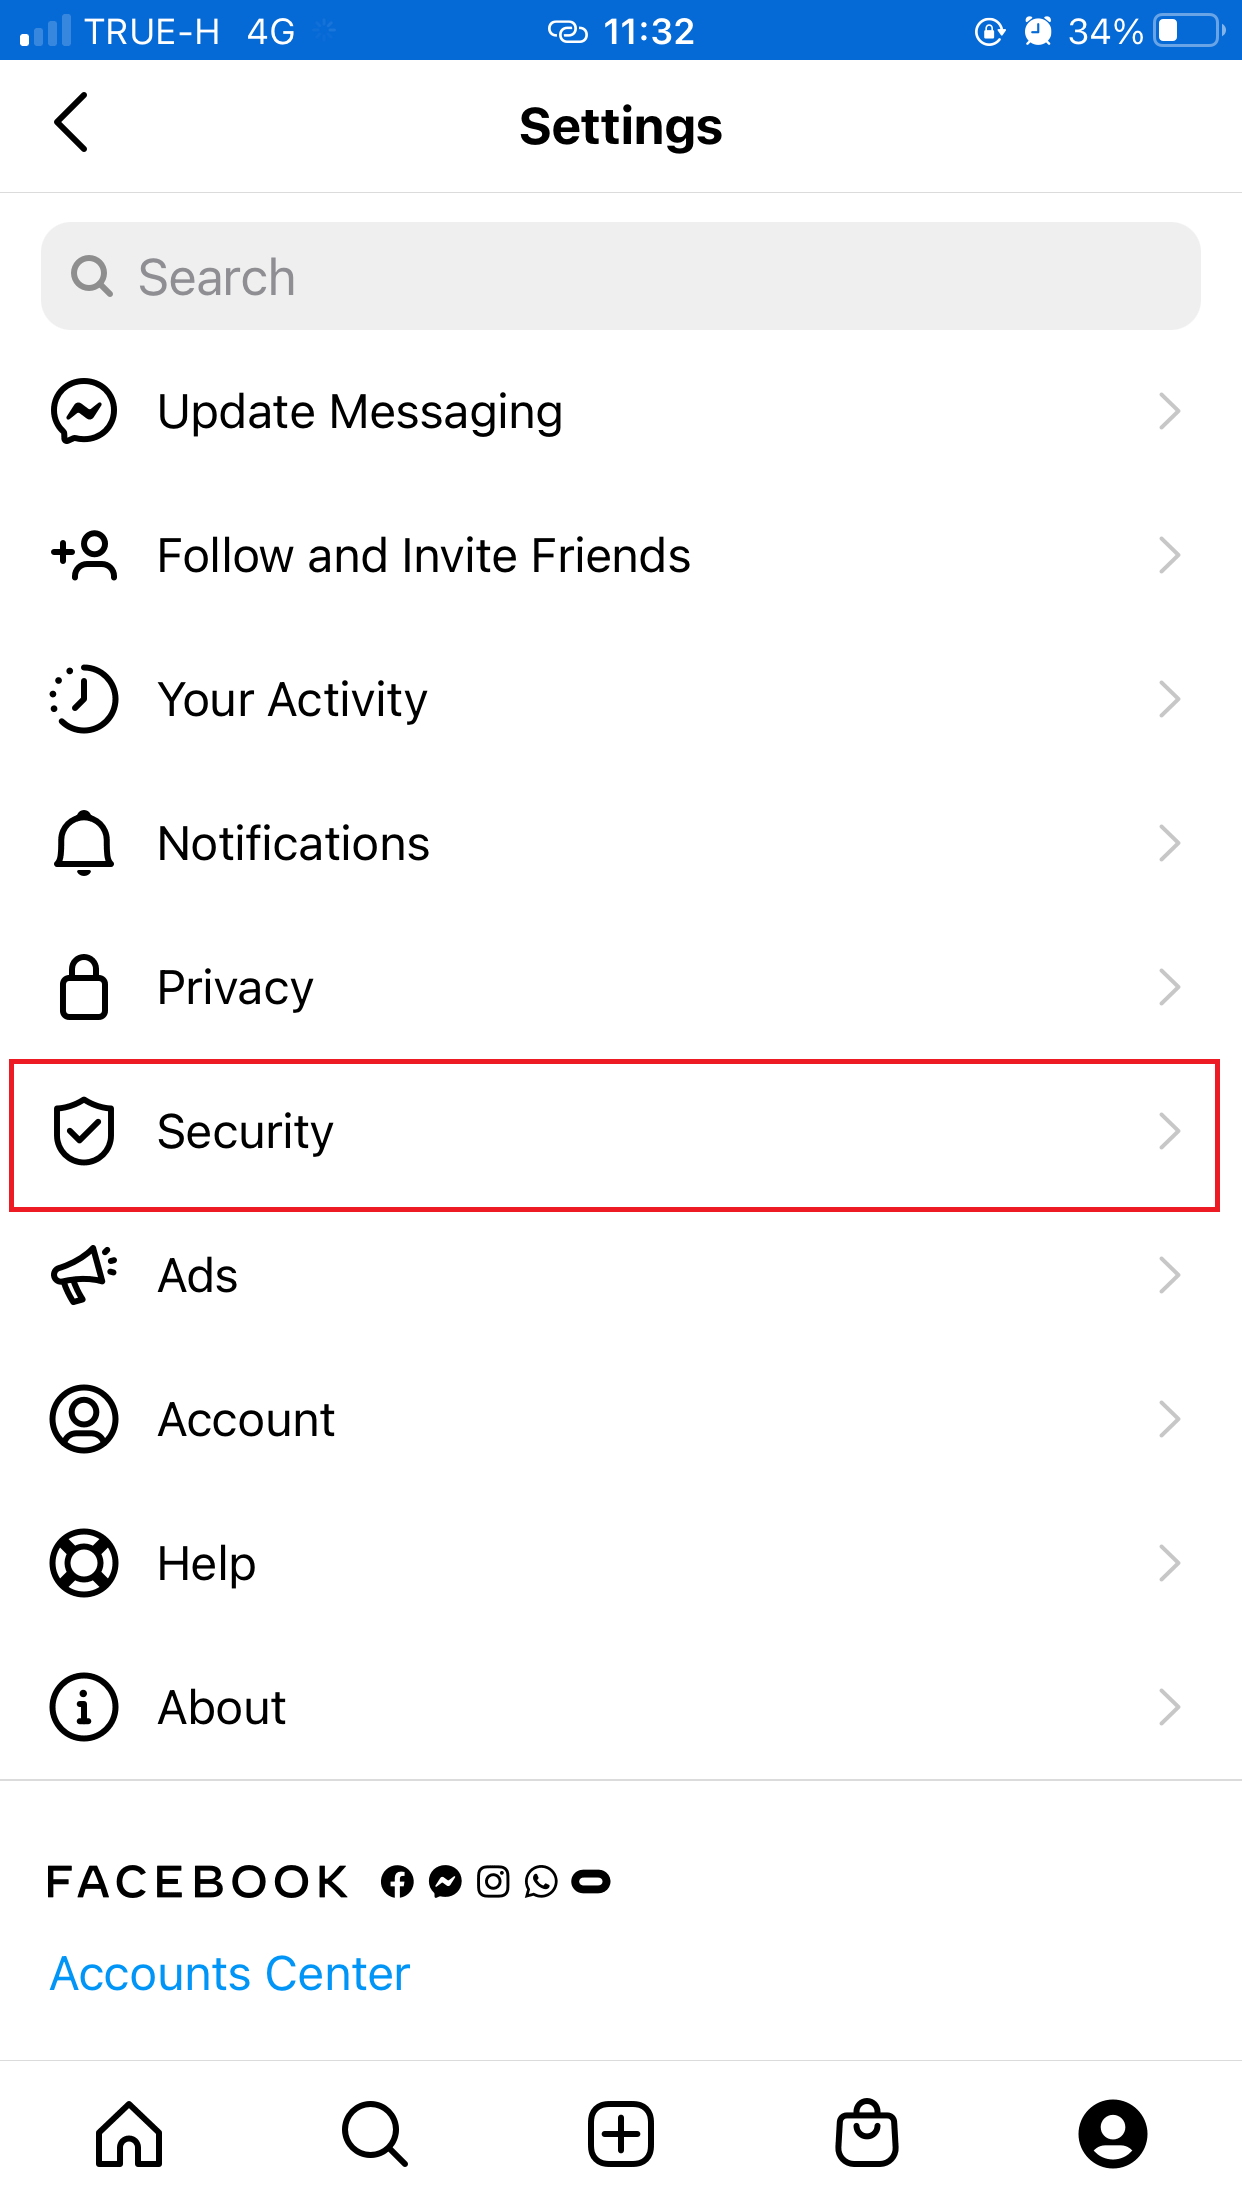 TRUE-H 4G 11:32 34%
Settings
Search
Update Messaging
Follow and Invite Friends
Your Activity
Notifications
Privacy
Security
Ads
Account
Help
About
FACEBOOK
Accounts Center